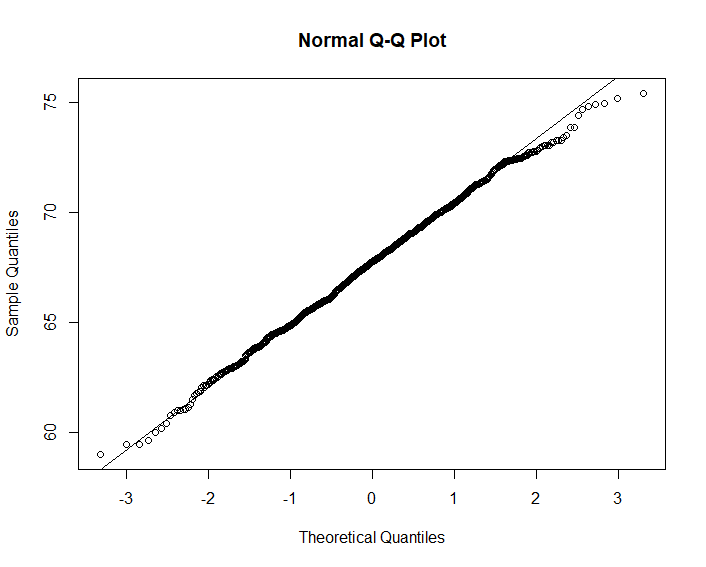 Normal Q-Q Plot
75
70
65
60
Sample Quantiles
-3 -2 -1 0 1 2 3
Theoretical Quantiles